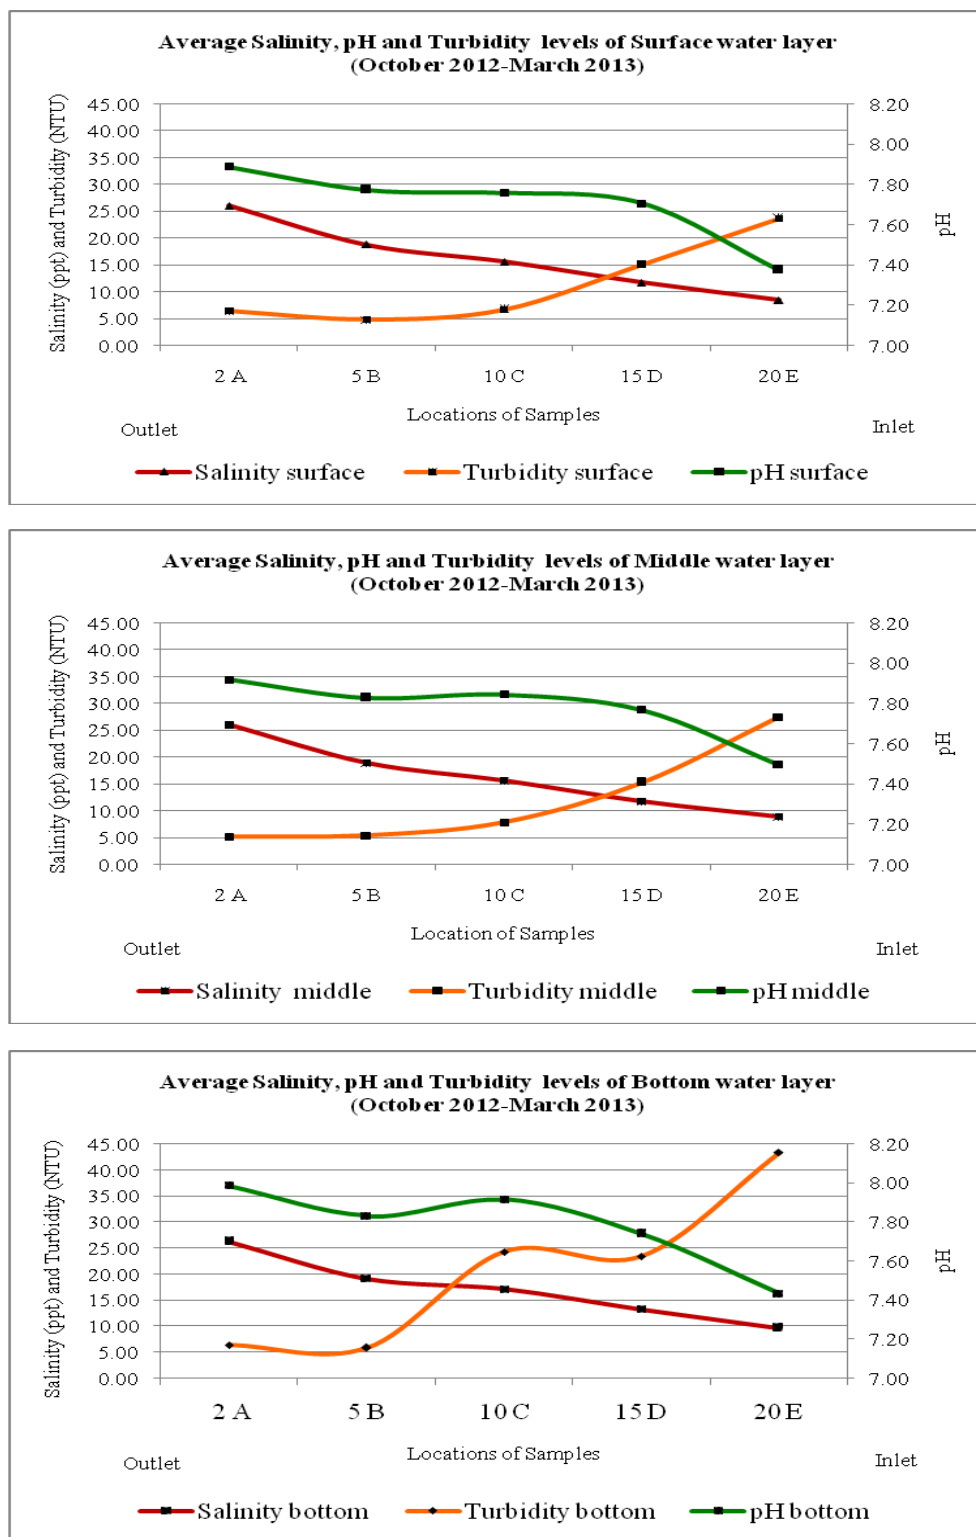 Average Salinity, pH and Turbidity levels of Surface water layer
(October 2012-March 2013)
Salinity (ppt) and Turbidity (NTU)
45.00
40.00
35.00
30.00
25.00
20.00
15.00
10.00
5.00
0.00
8.20
8.00
7.80
7.60
7.40
7.20
7.00
pH
2 A 5 B 10 C 15 D 20 E
Locations of Samples
Outlet Inlet
Salinity surface Turbidity surface pH surface
Average Salinity, pH and Turbidity levels of Middle water layer
(October 2012-March 2013)
Salinity (ppt) and Turbidity (NTU)
45.00
40.00
35.00
30.00
25.00
20.00
15.00
10.00
5.00
0.00
8.20
8.00
7.80
7.60
7.40
7.20
7.00
pH
2 A 5 B 10 C 15 D 20 E
Location of Samples
Outlet Inlet
Salinity middle Turbidity middle pH middle
Average Salinity, pH and Turbidity levels of Bottom water layer
(October 2012-March 2013)
Salinity (ppt) and Turbidity (NTU)
45.00
40.00
35.00
30.00
25.00
20.00
15.00
10.00
5.00
0.00
8.20
8.00
7.80
7.60
7.40
7.20
7.00
pH
2 A 5 B 10 C 15 D 20 E
Locations of Samples
Outlet Inlet
Salinity bottom Turbidity bottom pH bottom